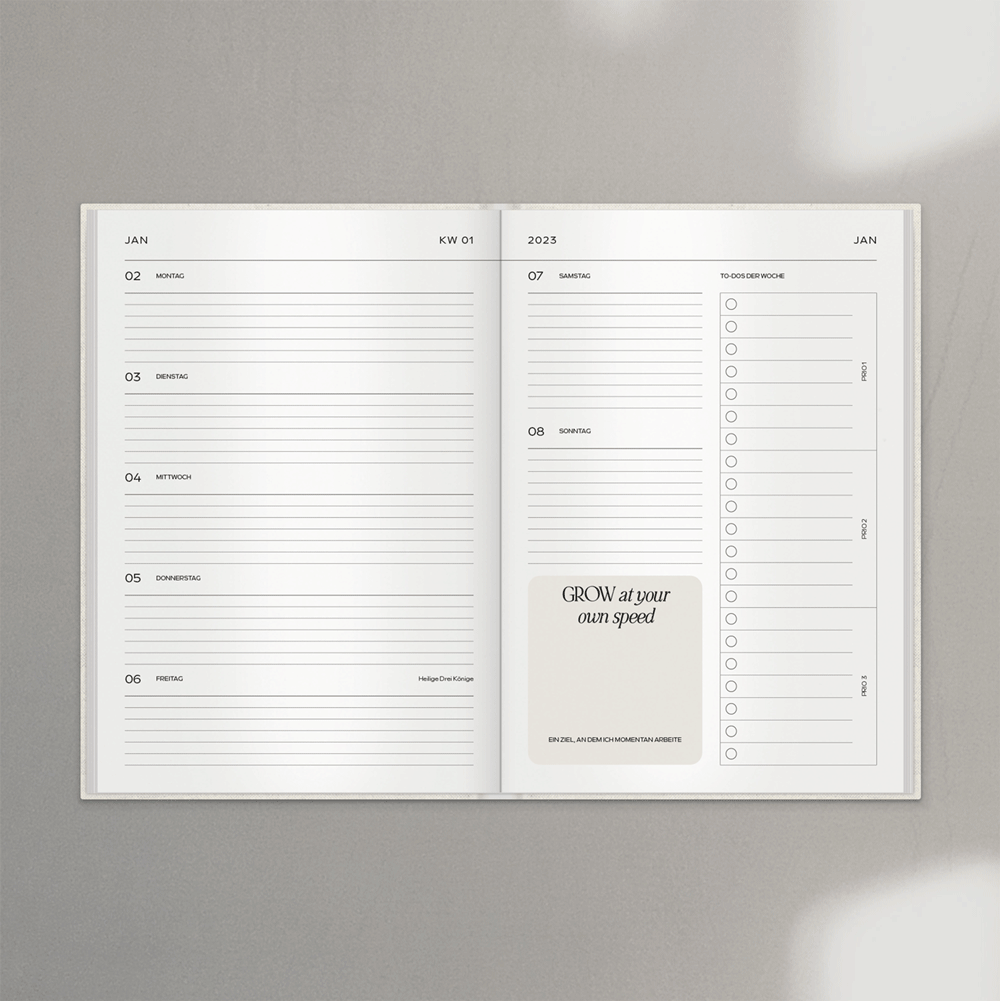 JAN
KW 01
02 MONTAG
03 DIENSTAG
04 MITTWOCH
05 DONNERSTAG
06 FREITAG
Heilige Drei Könige
2023
JAN
07 SAMSTAG
08 SONNTAG
GROW at your
own speed
EIN ZIEL, AN DEM ICH MOMENTAN ARBEITE
TO-DOS DER WOCHE
PRIO 1
PRIO 2
PRIO 3